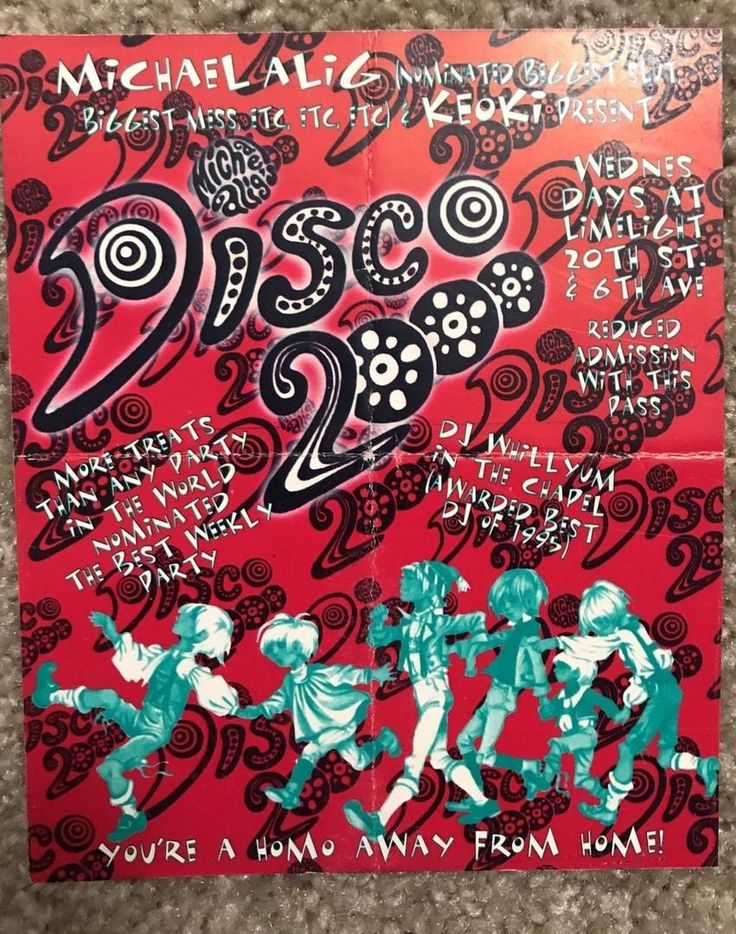 MICHAEL ALIG (NOMINATED BIGGEST SLUT
BIGGEST MESS, ETC, ETC, ETC) & KEOKI PRESENT
MICHAEL
ALIG'S
DISCO
2000
WEDNES
DAYS AT
LIMELIGHT
20TH ST.
& 6TH AVE
REDUCED
ADMISSION
WITH THIS
PASS
MORE TREATS
THAN ANY PARTY
IN THE WORLD
NOMINATED
THE BEST WEEKLY
PARTY
DJ WHILLYUM
IN THE CHAPEL
(AWARDED BEST
DJ OF 1995)
YOU'RE A HOMO AWAY FROM HOME!